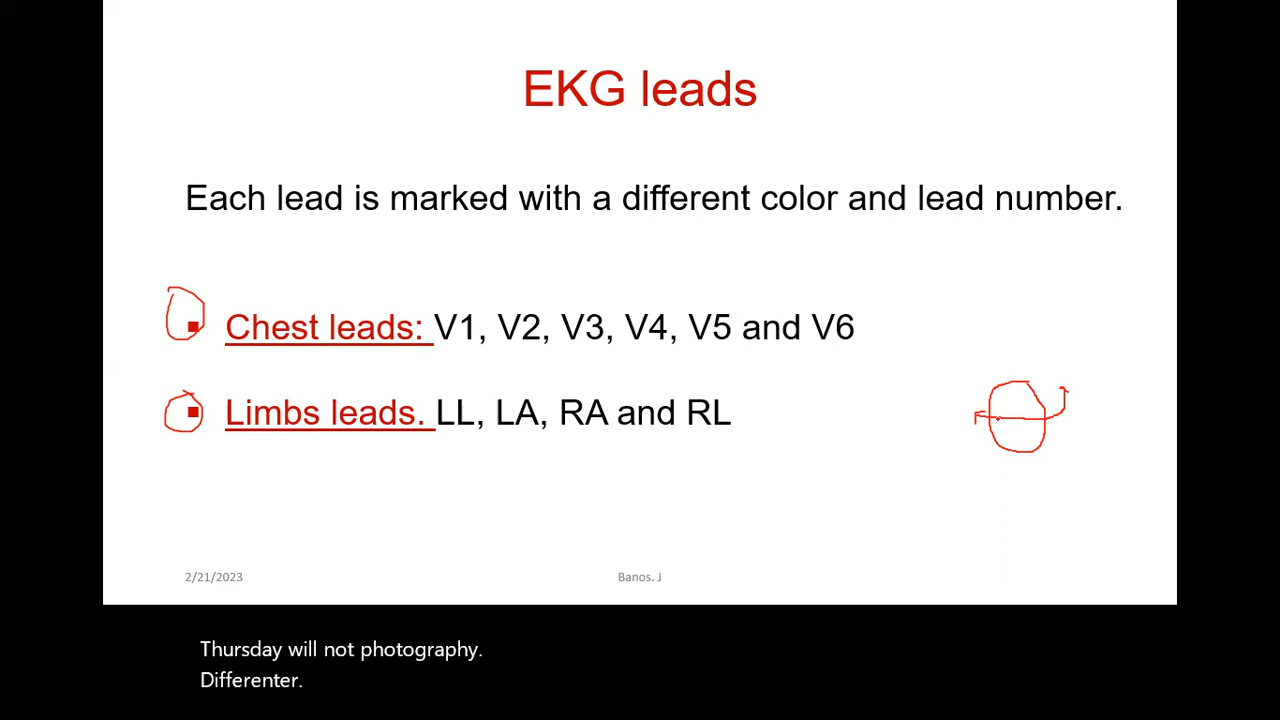 EKG leads
Each lead is marked with a different color and lead number.
Chest leads: V1, V2, V3, V4, V5 and V6
Limbs leads. LL, LA, RA and RL
2/21/2023
Banos. J
Thursday will not photography.
Differenter.